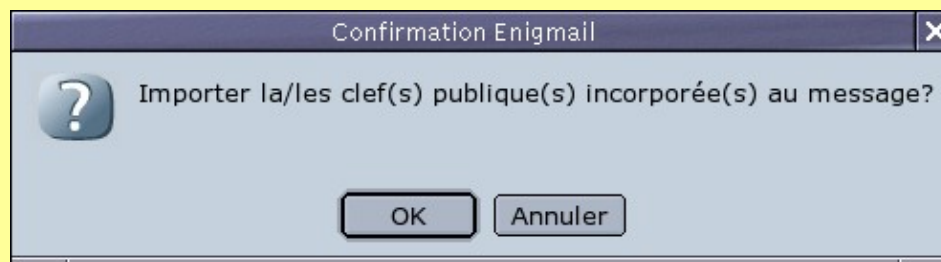 Confirmation Enigmail
Importer la/les clef(s) publique(s) incorporée(s) au message?
OK
Annuler